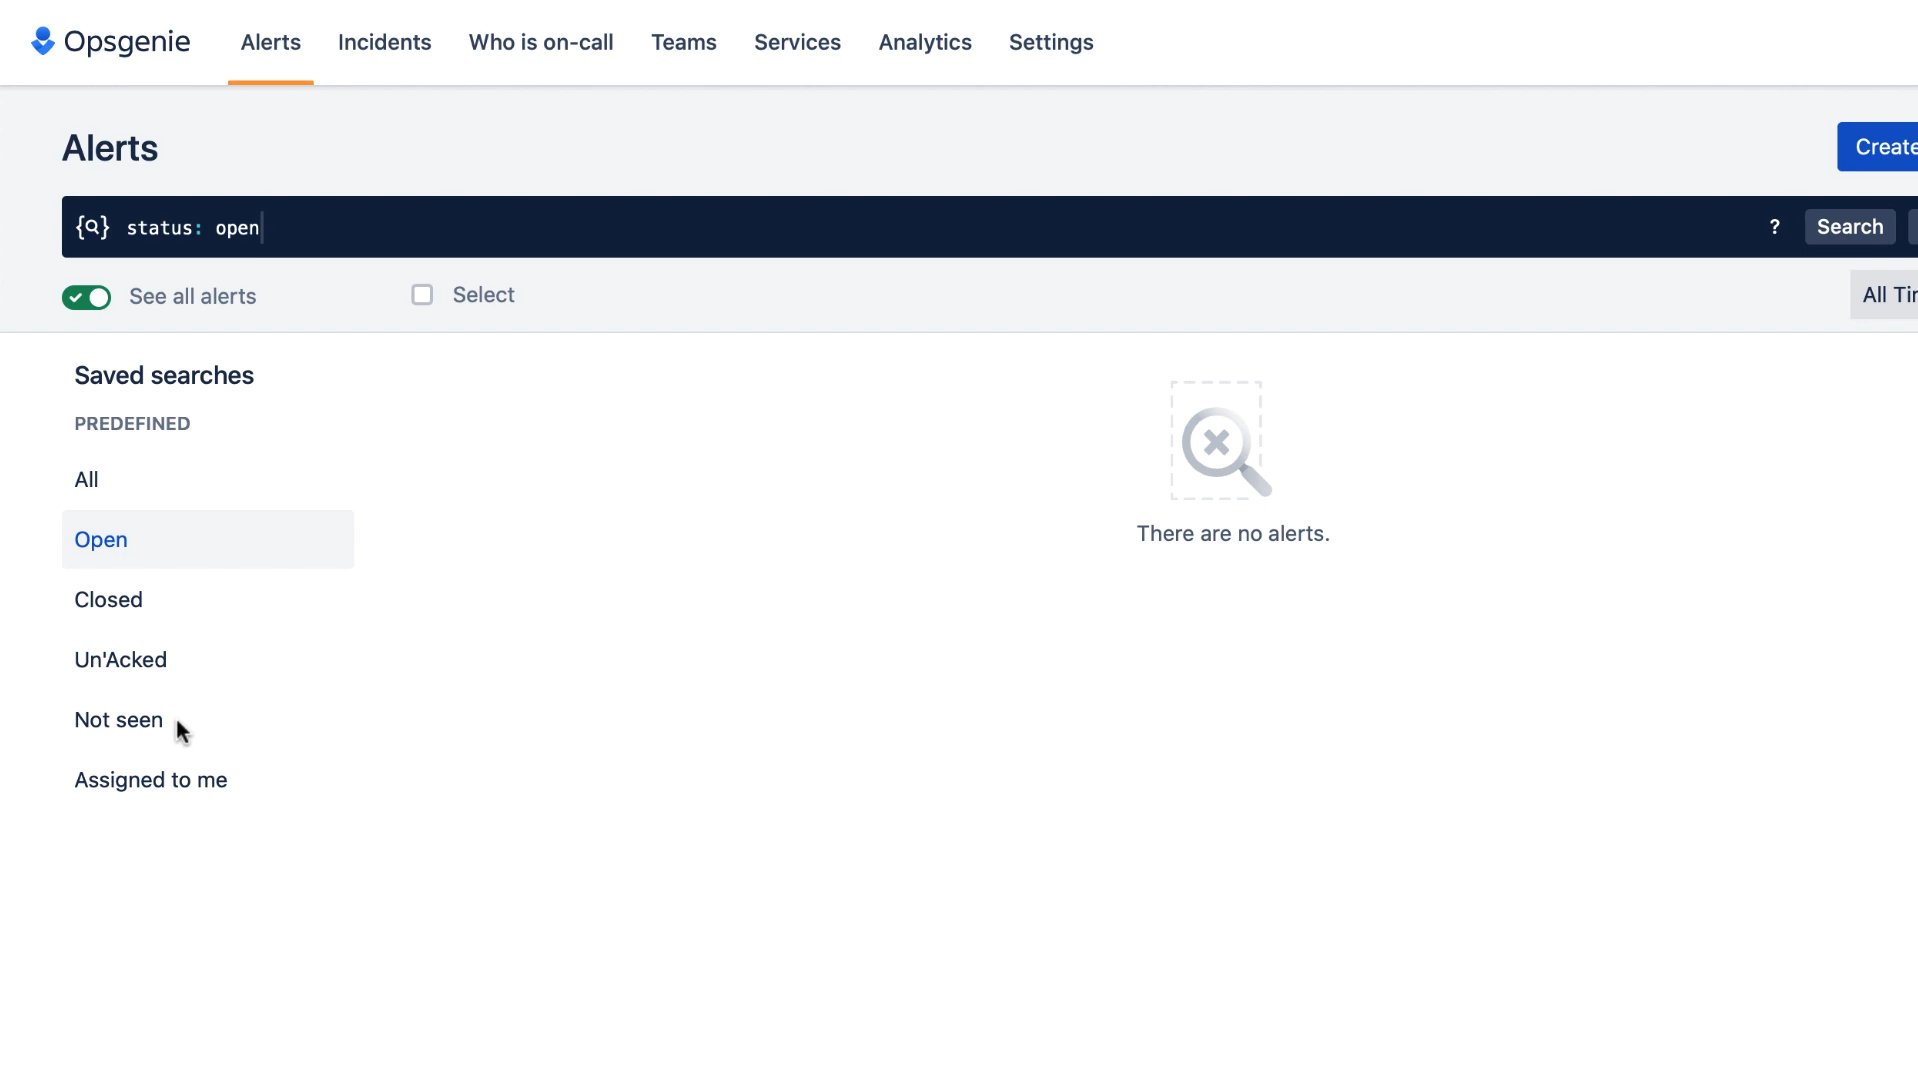 Opsgenie Alerts Incidents Who is on-call Teams Services Analytics Settings
Alerts
Create
status: open ? Search
See all alerts Select All Tim
Saved searches
PREDEFINED
All
Open
Closed
Un'Acked
Not seen
Assigned to me
There are no alerts.